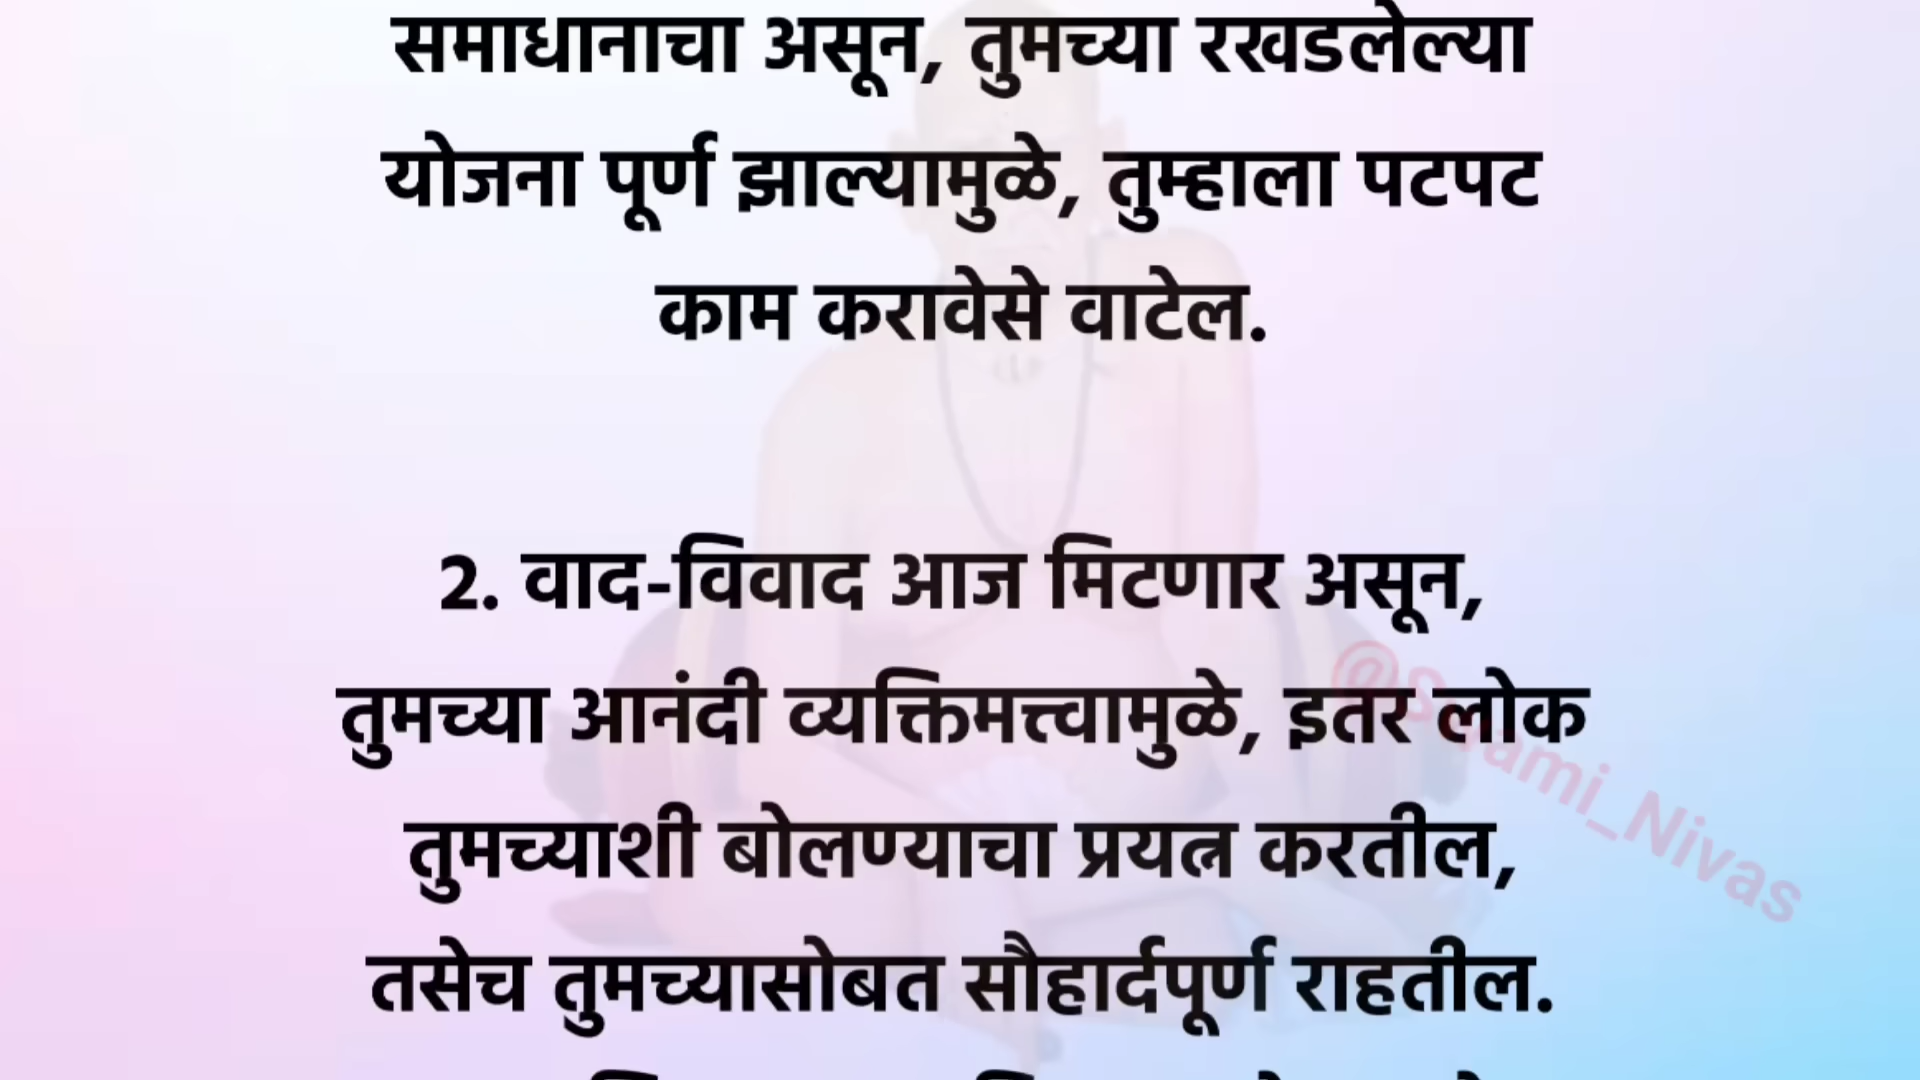 समाधानाचा असून, तुमच्या रखडलेल्या
योजना पूर्ण झाल्यामुळे, तुम्हाला पटपट
काम करावेसे वाटेल.
2. वाद-विवाद आज मिटणार असून,
तुमच्या आनंदी व्यक्तिमत्त्वामुळे, इतर लोक
तुमच्याशी बोलण्याचा प्रयत्न करतील,
तसेच तुमच्यासोबत सौहार्दपूर्ण राहतील.
@Swami_Nivas